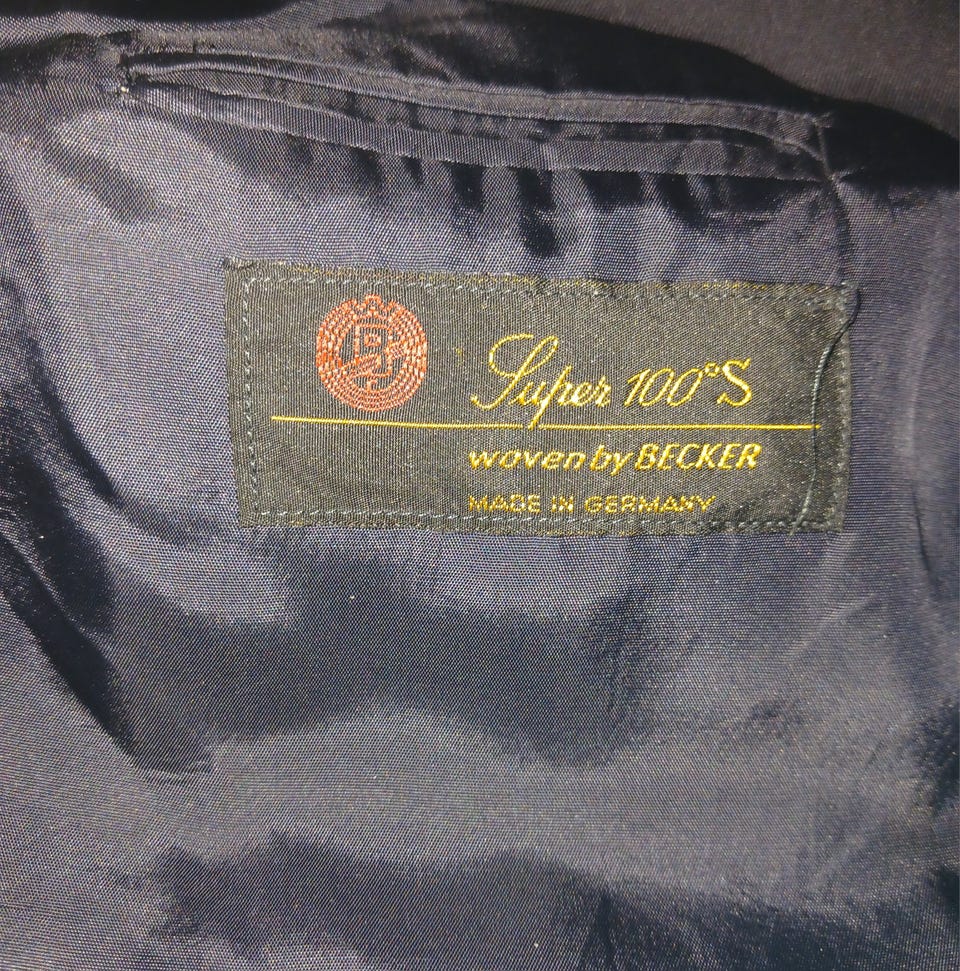 Super 100°S
woven by BECKER
MADE IN GERMANY